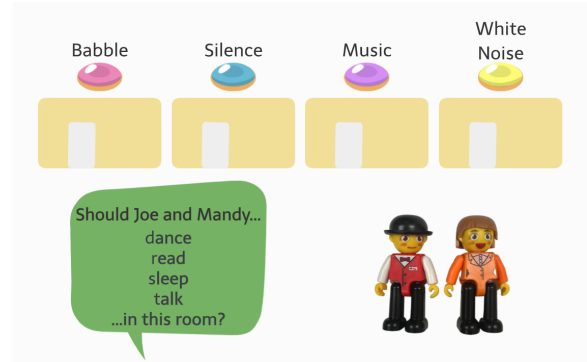 Babble
Silence
Music
White
Noise
Should Joe and Mandy...
dance
read
sleep
talk
...in this room?